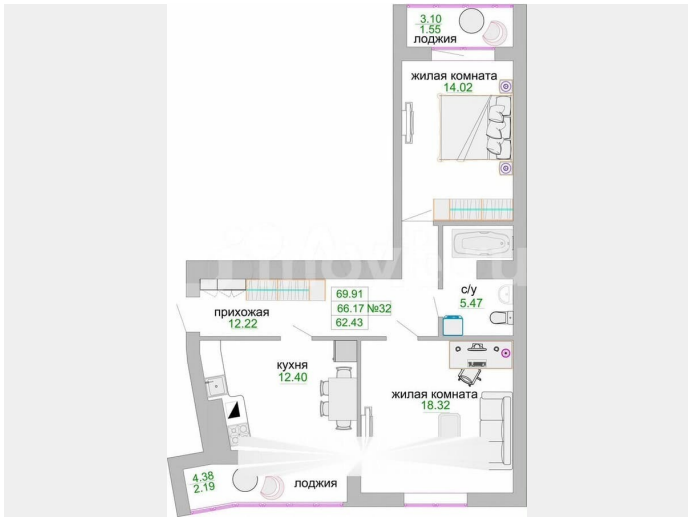 3.10
1.55
лоджия
жилая комната
14.02
с/у
5.47
69.91
66.17 №32
62.43
прихожая
12.22
кухня
12.40
жилая комната
18.32
4.38
2.19
лоджия